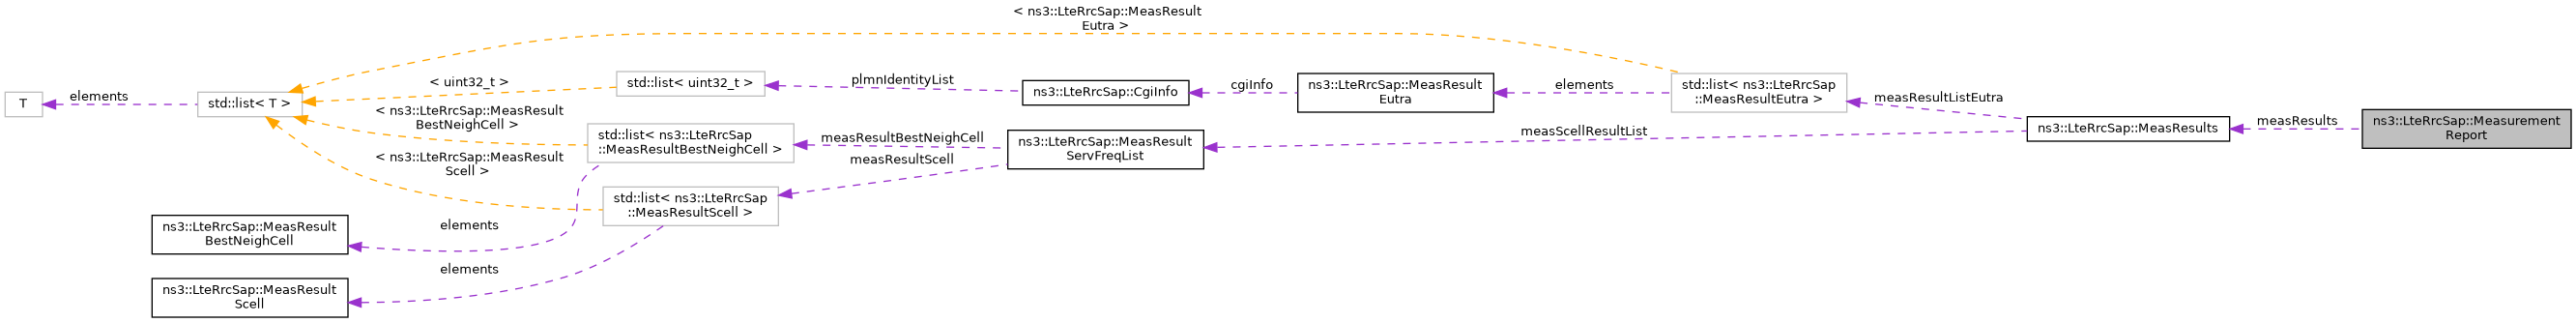 < ns3::LteRrcSap::MeasResult
Eutra >
T
elements
std::list< T >
< uint32_t >
std::list< uint32_t >
plmnIdentityList
ns3::LteRrcSap::CgiInfo
cgiInfo
ns3::LteRrcSap::MeasResult
Eutra
elements
std::list< ns3::LteRrcSap
::MeasResultEutra >
measResultListEutra
< ns3::LteRrcSap::MeasResult
BestNeighCell >
std::list< ns3::LteRrcSap
::MeasResultBestNeighCell >
measResultBestNeighCell
ns3::LteRrcSap::MeasResult
ServFreqList
measScellResultList
ns3::LteRrcSap::MeasResults
measResults
ns3::LteRrcSap::Measurement
Report
< ns3::LteRrcSap::MeasResult
Scell >
measResultScell
std::list< ns3::LteRrcSap
::MeasResultScell >
ns3::LteRrcSap::MeasResult
BestNeighCell
elements
ns3::LteRrcSap::MeasResult
Scell
elements